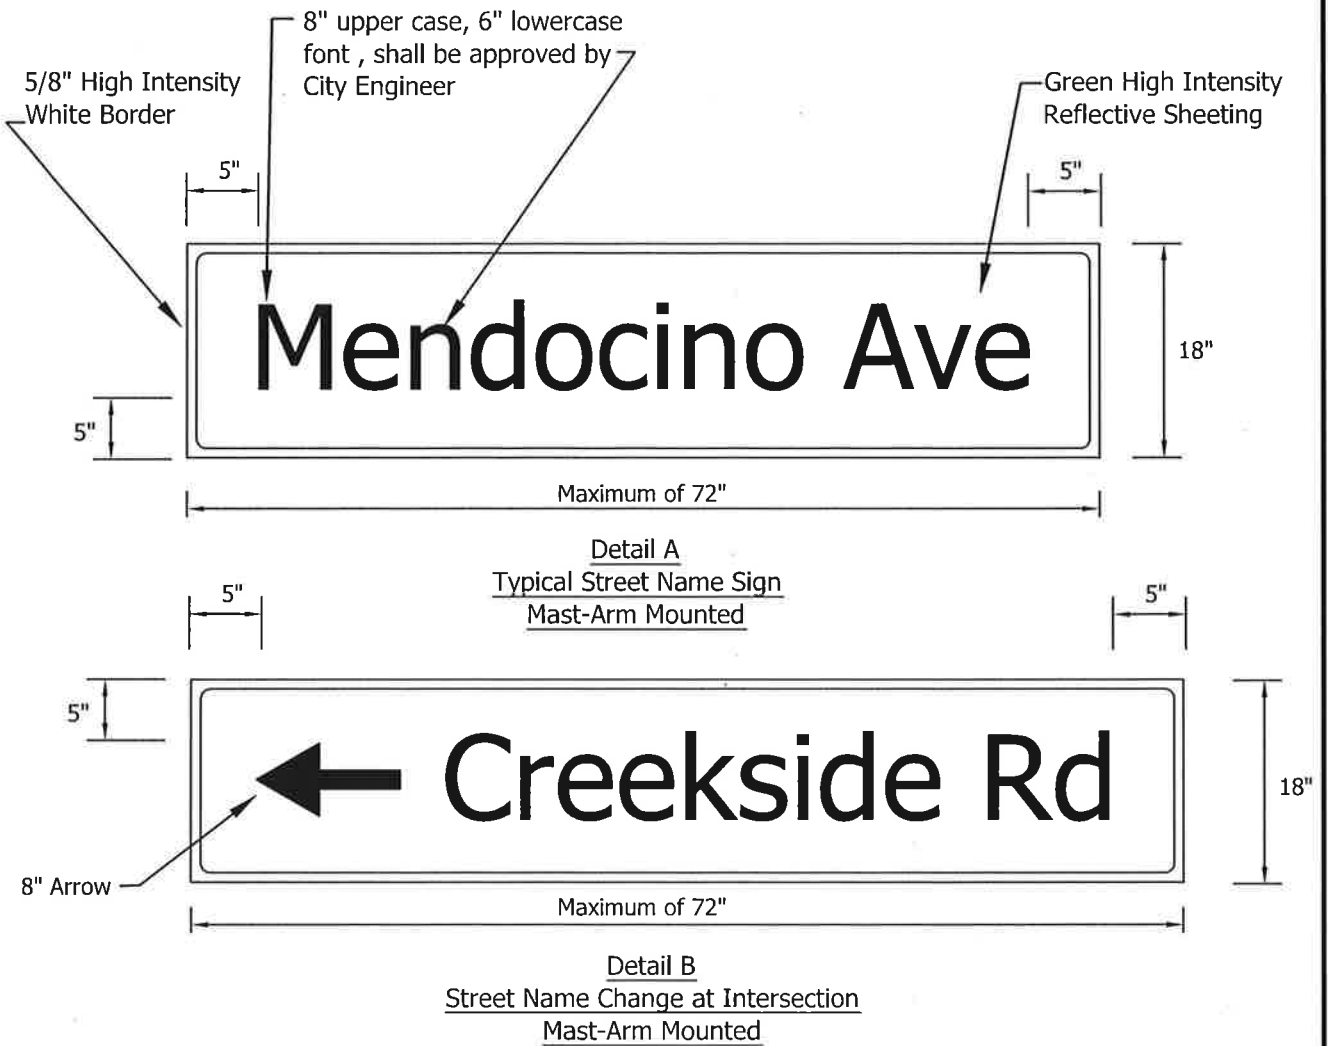 8" upper case, 6" lowercase
font , shall be approved by
City Engineer
5/8" High Intensity
White Border
Green High Intensity
Reflective Sheeting
5"
5"
Mendocino Ave
18"
5"
Maximum of 72"
Detail A
Typical Street Name Sign
Mast-Arm Mounted
5"
5"
5"
Creekside Rd
18"
8" Arrow
Maximum of 72"
Detail B
Street Name Change at Intersection
Mast-Arm Mounted